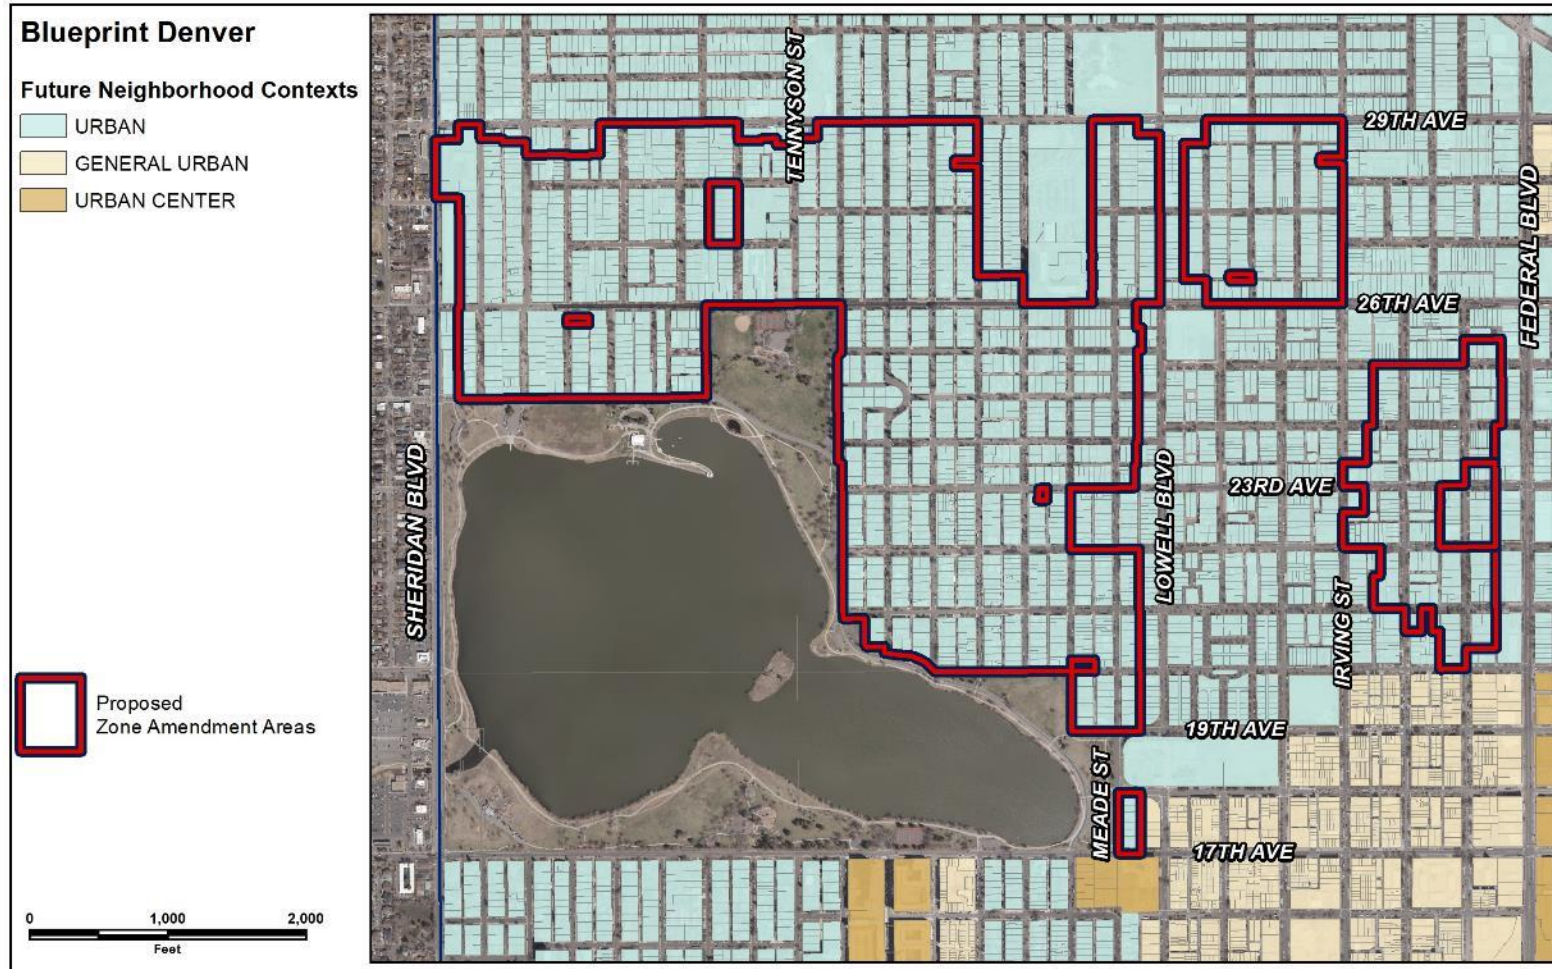 Blueprint Denver
Future Neighborhood Contexts
URBAN
GENERAL URBAN
URBAN CENTER
Proposed
Zone Amendment Areas
0 1,000 2,000
Feet
TENNYSON ST
29TH AVE
FEDERAL BLVD
26TH AVE
SHERIDAN BLVD
23RD AVE
LOWELL BLVD
IRVING ST
19TH AVE
MEADE ST
17TH AVE